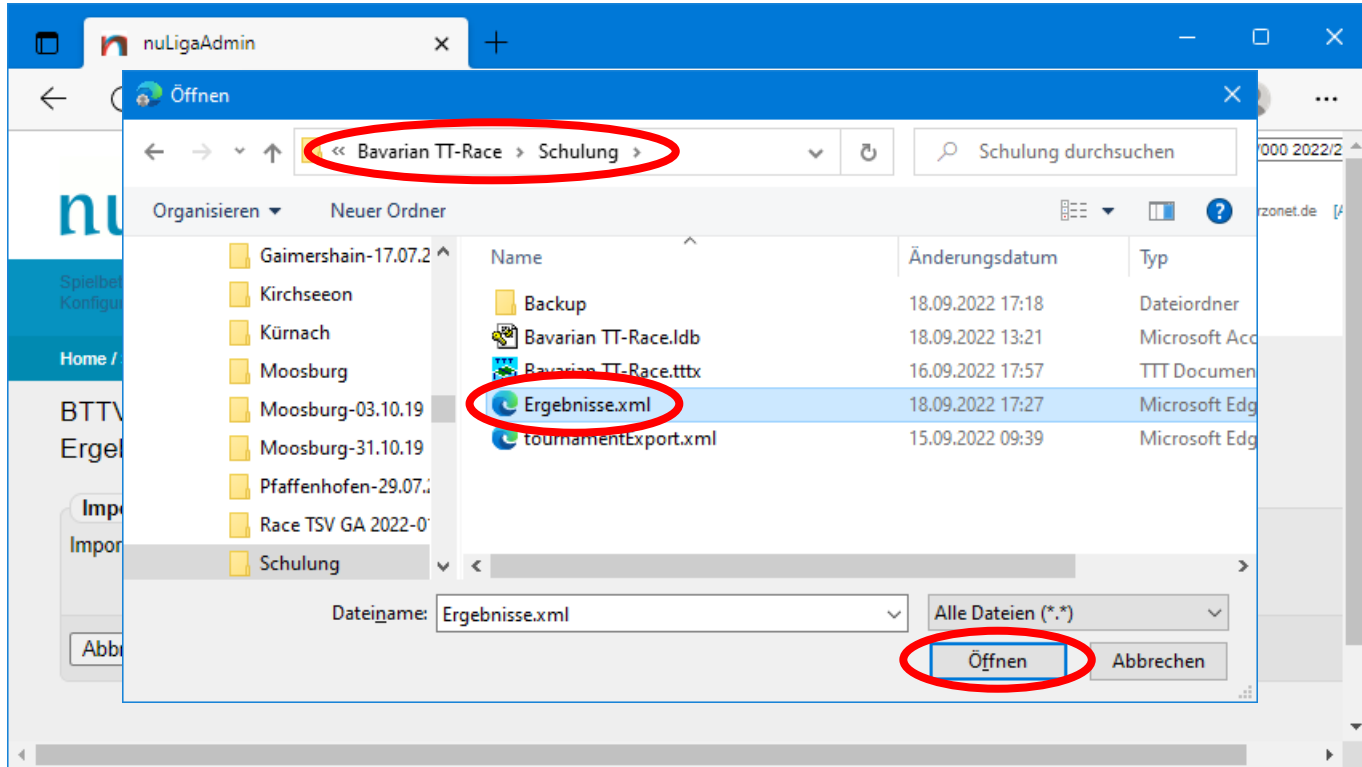 nuLigaAdmin
Öffnen
« Bavarian TT-Race > Schulung >
Schulung durchsuchen
/000 2022/2
nu
Organisieren
Neuer Ordner
rzonet.de [A
Gaimershain-17.07.2
Kirchseeon
Kürnach
Moosburg
Moosburg-03.10.19
Moosburg-31.10.19
Pfaffenhofen-29.07.2
Race TSV GA 2022-0
Schulung
Name Änderungsdatum Typ
Backup 18.09.2022 17:18 Dateiordner
Bavarian TT-Race.ldb 18.09.2022 13:21 Microsoft Acc
Bavarian TT-Race.tttx 16.09.2022 17:57 TTT Documen
Ergebnisse.xml 18.09.2022 17:27 Microsoft Edg
tournamentExport.xml 15.09.2022 09:39 Microsoft Edg
Spielbet
Konfigu
Home /
BTTV
Ergel
Impo
Impor
Abb
Dateiname: Ergebnisse.xml
Alle Dateien (*.*)
Öffnen
Abbrechen